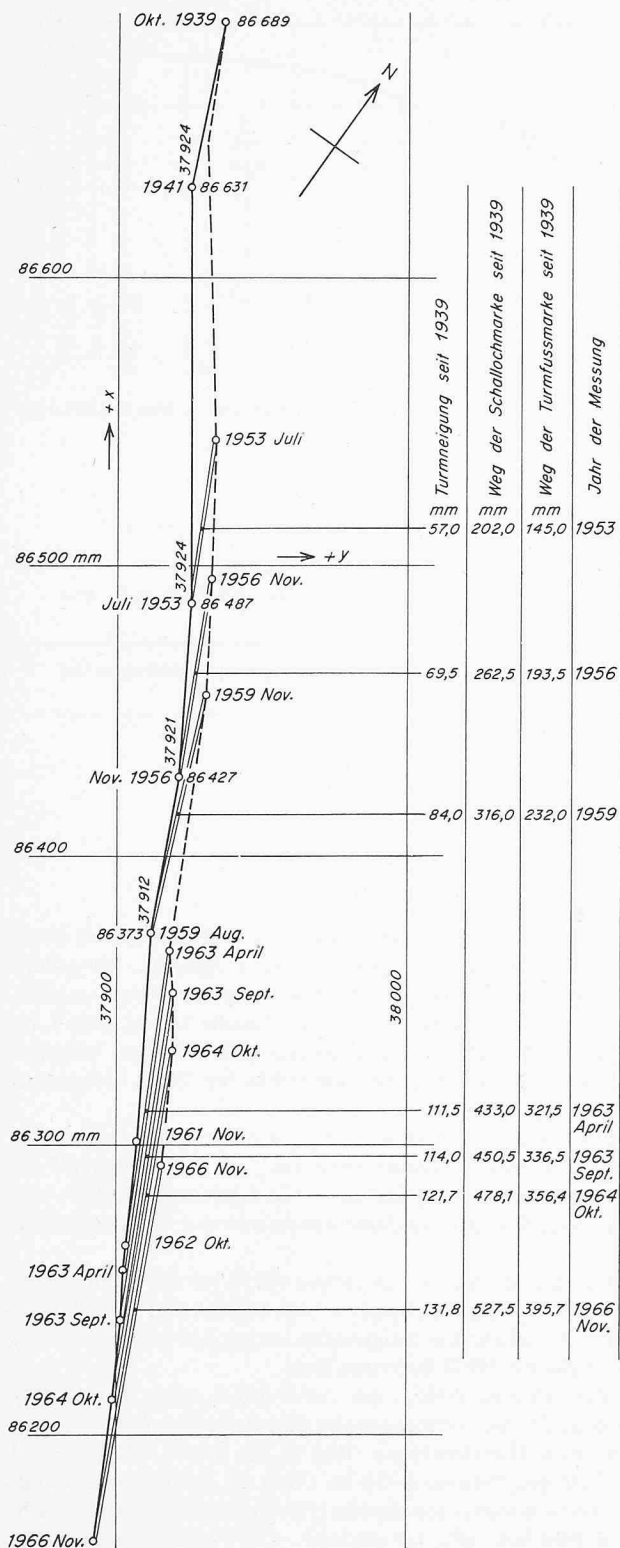 Okt. 1939 86 689
N
37 924
1941 86 631
86 600
+ x
1953 Juli
86 500 mm
+ y
37 924
1956 Nov.
Juli 1953 86 487
1959 Nov.
37 921
Nov. 1956 86 427
86 400
37 912
86 373 1959 Aug.
1963 April
37 900
38 000
1963 Sept.
1964 Okt.
86 300 mm
1961 Nov.
1966 Nov.
1962 Okt.
1963 April
1963 Sept.
1964 Okt.
86 200
1966 Nov.
Turmneigung seit 1939
Weg der Schallochmarke seit 1939
Weg der Turmfussmarke seit 1939
Jahr der Messung
mm mm mm
57,0 202,0 145,0 1953
69,5 262,5 193,5 1956
84,0 316,0 232,0 1959
111,5 433,0 321,5 1963 April
114,0 450,5 336,5 1963 Sept.
121,7 478,1 356,4 1964 Okt.
131,8 527,5 395,7 1966 Nov.